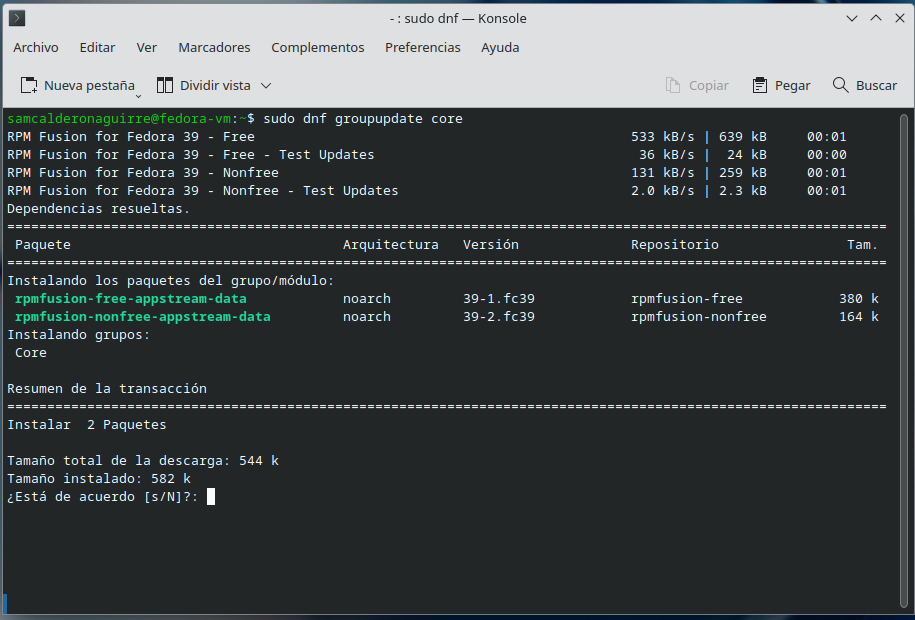 - : sudo dnf — Konsole
Archivo Editar Ver Marcadores Complementos Preferencias Ayuda
Nueva pestaña Dividir vista Copiar Pegar Buscar
samcalderonaguirre@fedora-vm:~$ sudo dnf groupupdate core
RPM Fusion for Fedora 39 - Free 533 kB/s | 639 kB 00:01
RPM Fusion for Fedora 39 - Free - Test Updates 36 kB/s | 24 kB 00:00
RPM Fusion for Fedora 39 - Nonfree 131 kB/s | 259 kB 00:01
RPM Fusion for Fedora 39 - Nonfree - Test Updates 2.0 kB/s | 2.3 kB 00:01
Dependencias resueltas.
================================================================================
Paquete Arquitectura Versión Repositorio Tam.
================================================================================
Instalando los paquetes del grupo/módulo:
rpmfusion-free-appstream-data noarch 39-1.fc39 rpmfusion-free 380 k
rpmfusion-nonfree-appstream-data noarch 39-2.fc39 rpmfusion-nonfree 164 k
Instalando grupos:
Core
Resumen de la transacción
================================================================================
Instalar 2 Paquetes
Tamaño total de la descarga: 544 k
Tamaño instalado: 582 k
¿Está de acuerdo [s/N]?: